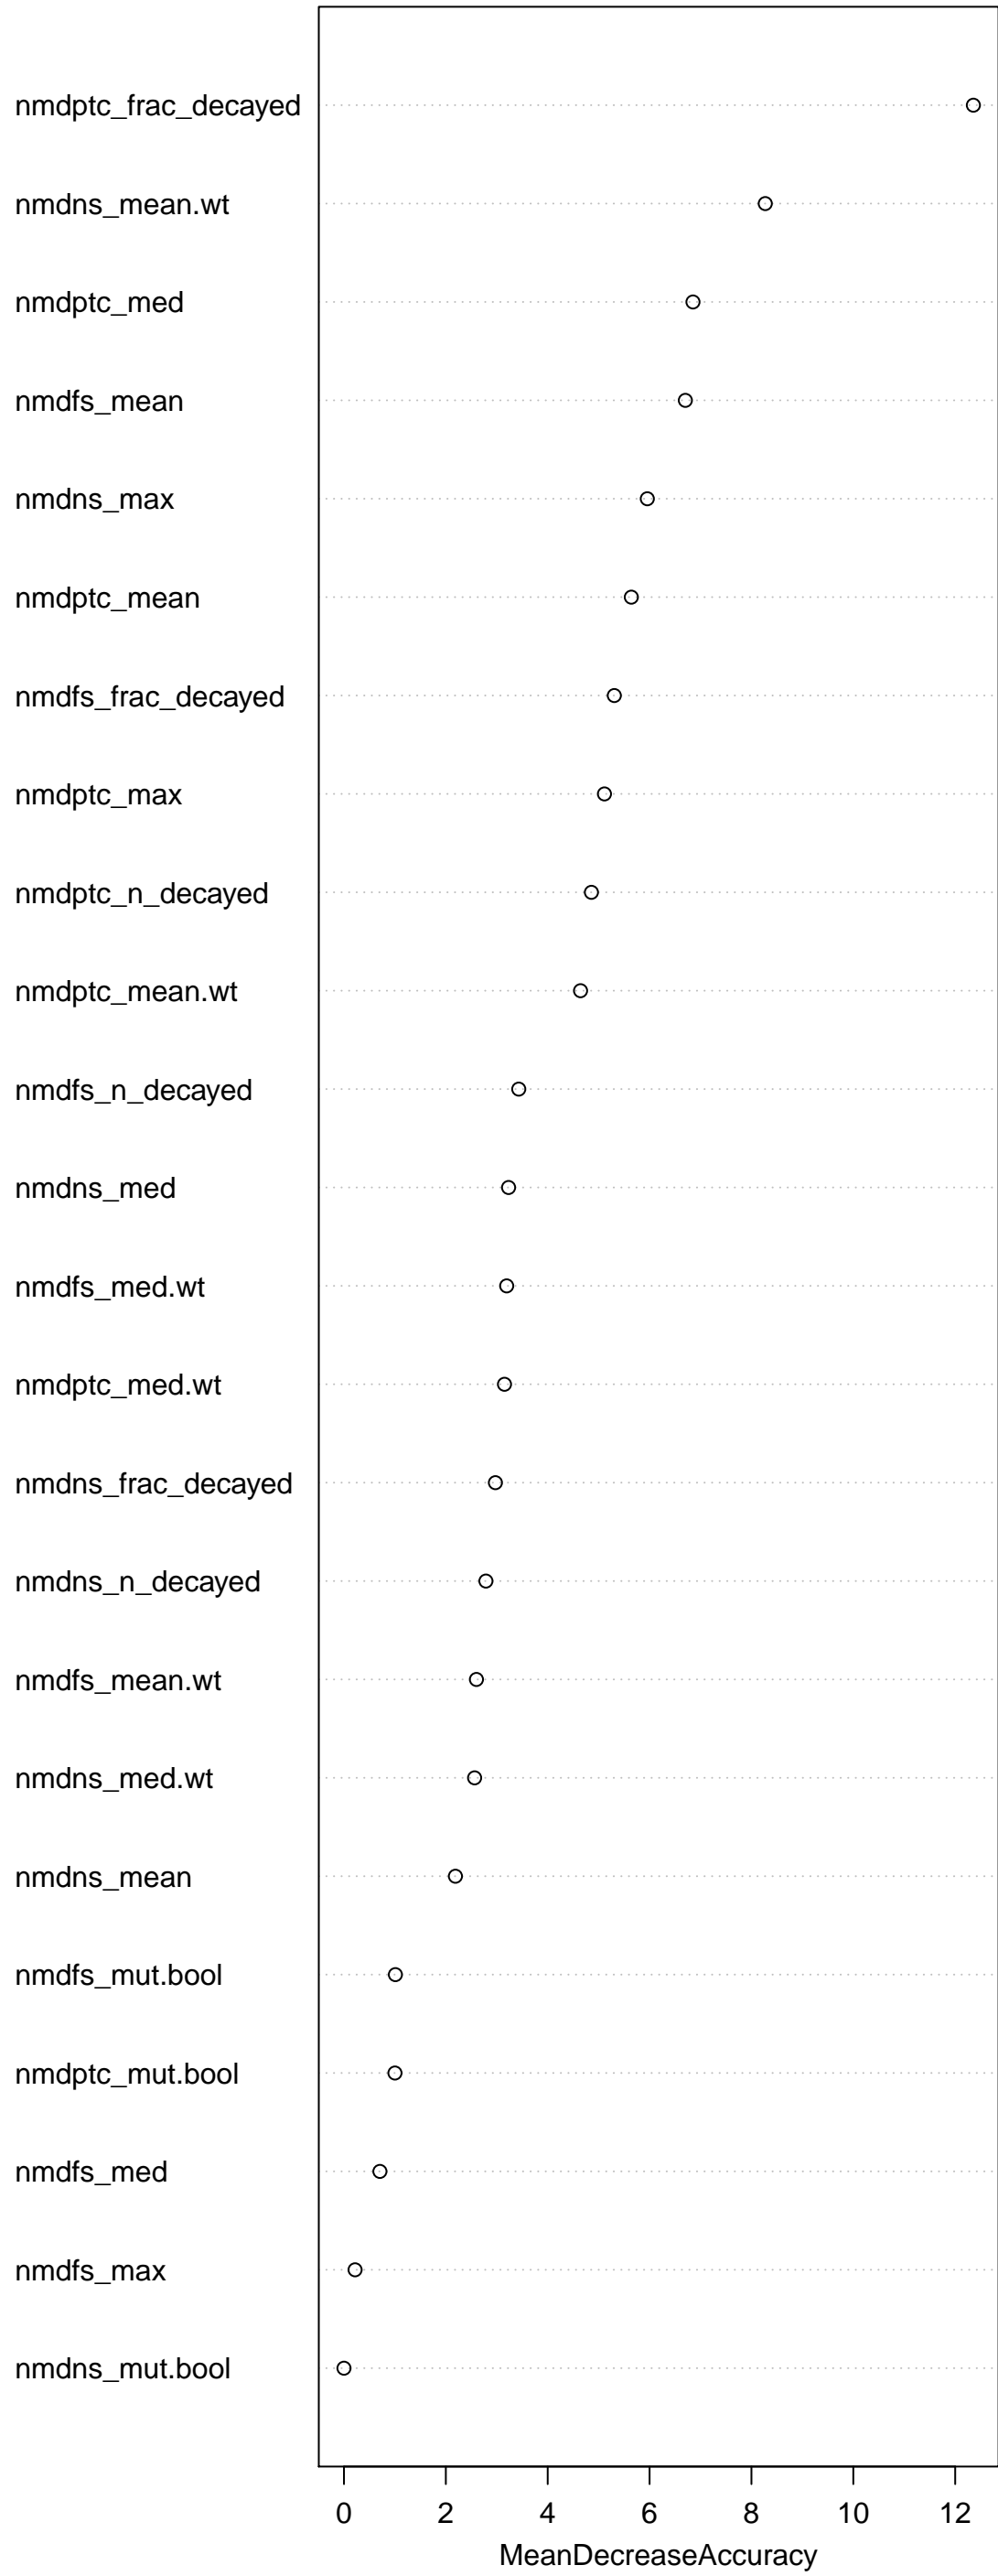 nmdptc_frac_decayed
nmdns_mean.wt
nmdptc_med
nmdfs_mean
nmdns_max
nmdptc_mean
nmdfs_frac_decayed
nmdptc_max
nmdptc_n_decayed
nmdptc_mean.wt
nmdfs_n_decayed
nmdns_med
nmdfs_med.wt
nmdptc_med.wt
nmdns_frac_decayed
nmdns_n_decayed
nmdfs_mean.wt
nmdns_med.wt
nmdns_mean
nmdfs_mut.bool
nmdptc_mut.bool
nmdfs_med
nmdfs_max
nmdns_mut.bool
0 2 4 6 8 10 12
MeanDecreaseAccuracy